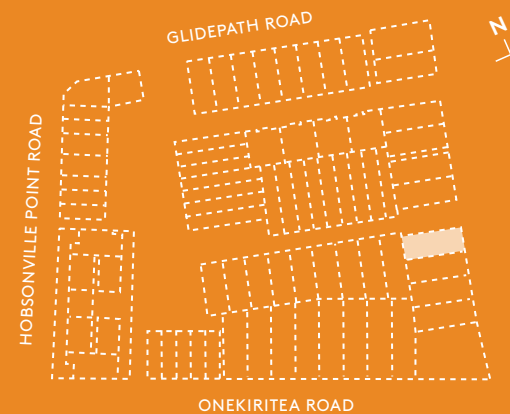 GLIDEPATH ROAD
N
HOBSONVILLE POINT ROAD
ONEKIRITEA ROAD